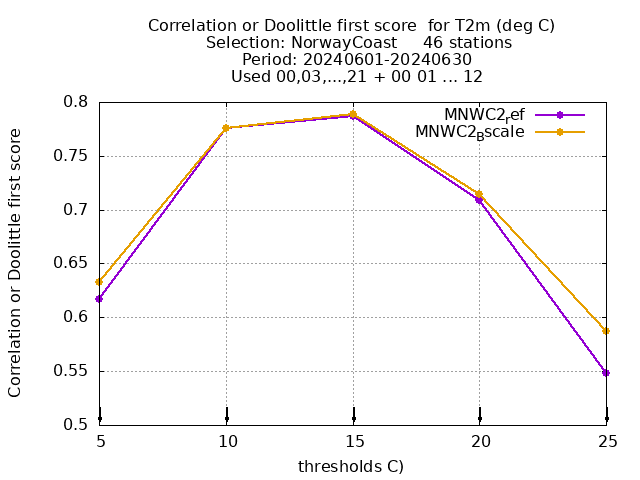 Correlation or Doolittle first score  for T2m (deg C)
Selection: NorwayCoast     46 stations
Period: 20240601-20240630
Used 00,03,...,21 + 00 01 ... 12
MNWC2ref
MNWC2Bscale
0.8
0.75
0.7
0.65
0.6
0.55
0.5
5 10 15 20 25
Correlation or Doolittle first score
thresholds C)